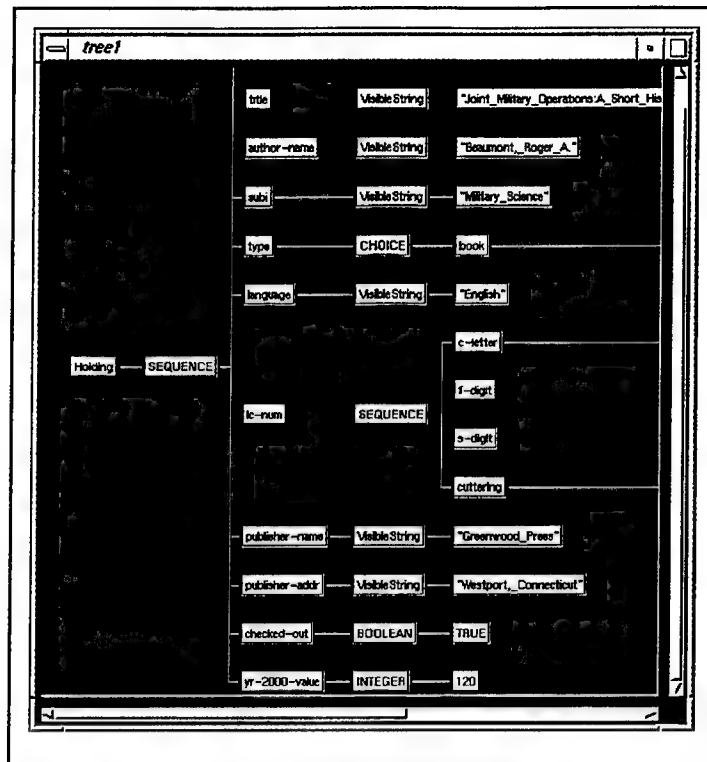 tree1
title VisibleString "Joint_Military_Operations:A_Short_His
author-name VisibleString "Beaumont,_Roger_A."
subj VisibleString "Military_Science"
type CHOICE book
language VisibleString "English"
c-letter
Holding SEQUENCE
f-digit
lc-num SEQUENCE
s-digit
cuttering
publisher-name VisibleString "Greenwood_Press"
publisher-addr VisibleString "Westport,_Connecticut"
checked-out BOOLEAN TRUE
yr-2000-value INTEGER 120